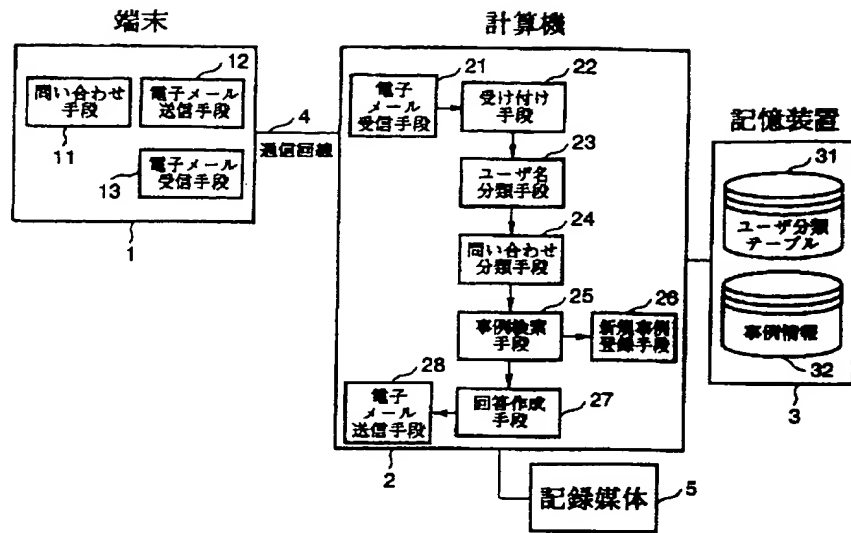 端末
計算機
記憶装置
問い合わせ
手段
11
12
電子メール
送信手段
13
電子メール
受信手段
1
4
通信回線
21
電子
メール
受信手段
22
受け付け
手段
23
ユーザ名
分類手段
24
問い合わせ
分類手段
25
事例検索
手段
26
新規事例
登録手段
27
回答作成
手段
28
電子
メール
送信手段
2
31
ユーザ分類
テーブル
事例情報
32
3
記録媒体
5